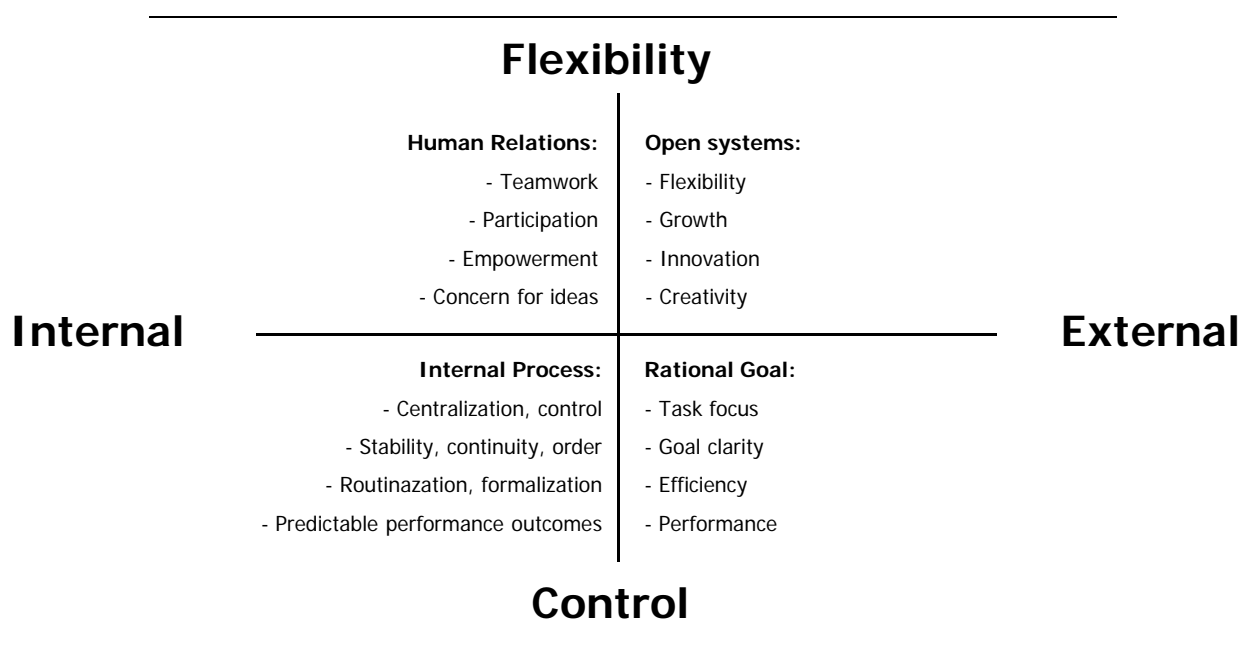 Flexibility
Human Relations:
- Teamwork
- Participation
- Empowerment
- Concern for ideas
Open systems:
- Flexibility
- Growth
- Innovation
- Creativity
Internal
External
Internal Process:
- Centralization, control
- Stability, continuity, order
- Routinazation, formalization
- Predictable performance outcomes
Rational Goal:
- Task focus
- Goal clarity
- Efficiency
- Performance
Control